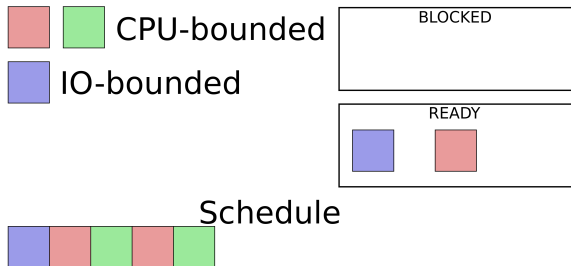 CPU-bounded
IO-bounded
BLOCKED
READY
Schedule